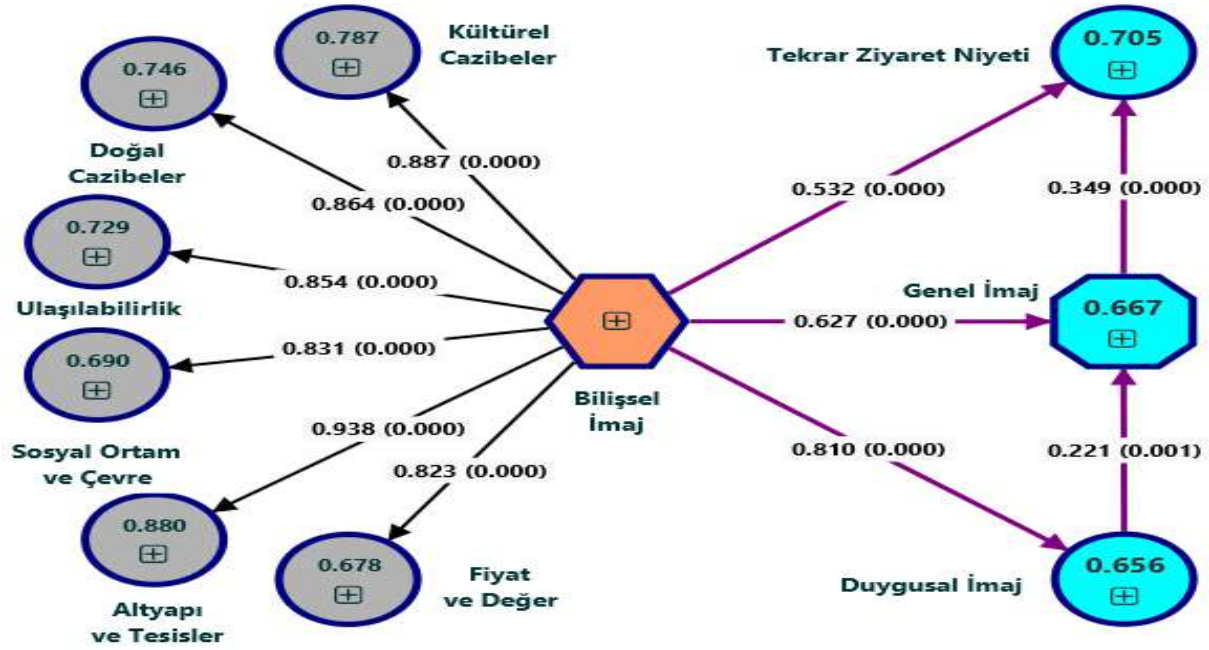 0.787
Kültürel
Cazibeler
0.746
Doğal
Cazibeler
0.729
Ulaşılabilirlik
0.690
Sosyal Ortam
ve Çevre
0.880
Altyapı
ve Tesisler
0.678
Fiyat
ve Değer
0.887 (0.000)
0.864 (0.000)
0.854 (0.000)
0.831 (0.000)
0.938 (0.000)
0.823 (0.000)
Bilişsel
İmaj
0.532 (0.000)
0.627 (0.000)
0.810 (0.000)
Tekrar Ziyaret Niyeti
0.705
0.349 (0.000)
Genel İmaj
0.667
0.221 (0.001)
Duygusal İmaj
0.656